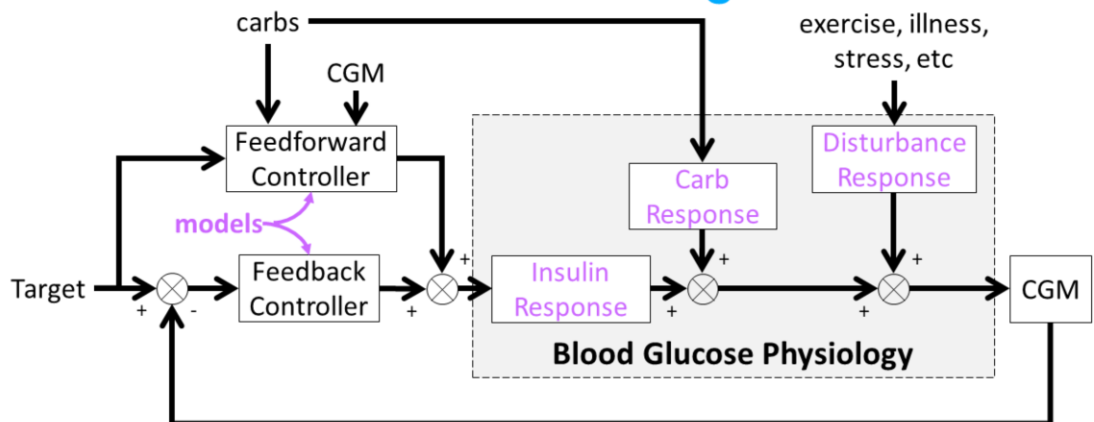 carbs
exercise, illness,
stress, etc
CGM
Feedforward
Controller
Disturbance
Response
Carb
Response
models
+
+
+
Target
Feedback
Controller
Insulin
Response
CGM
+
-
+
+
+
Blood Glucose Physiology